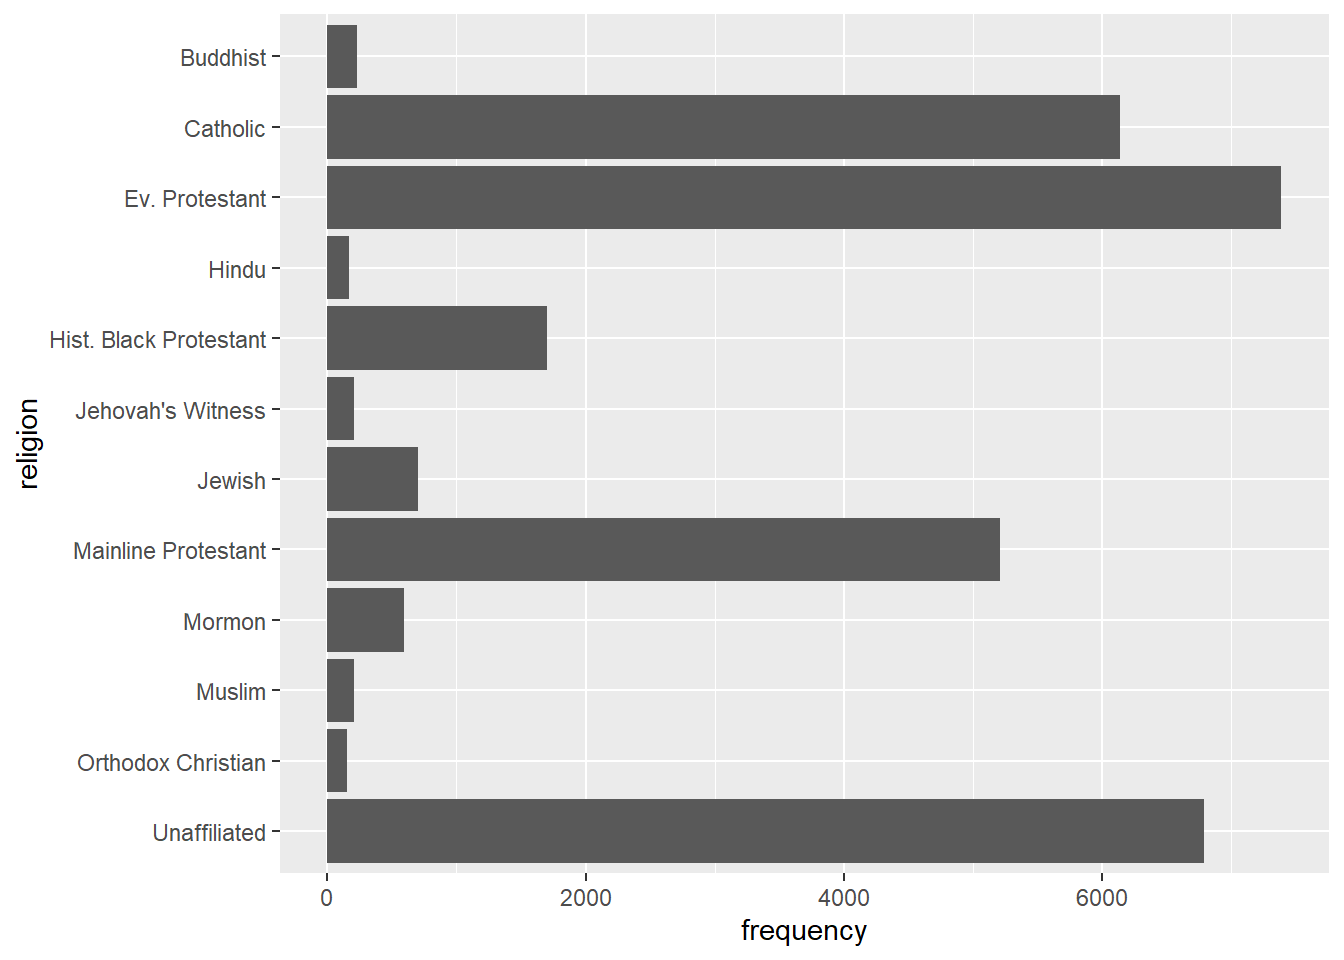 Buddhist
Catholic
Ev. Protestant
Hindu
Hist. Black Protestant
Jehovah's Witness
Jewish
Mainline Protestant
Mormon
Muslim
Orthodox Christian
Unaffiliated
religion
0 2000 4000 6000
frequency